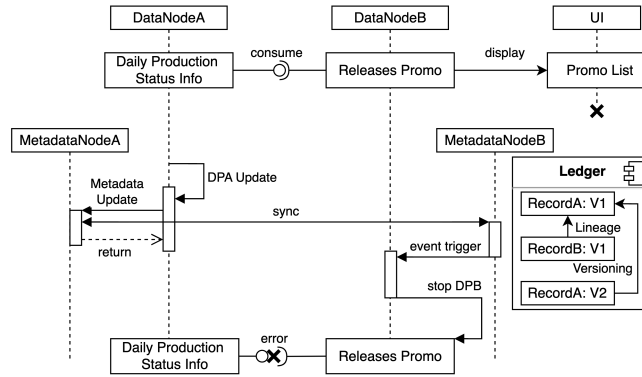 DataNodeA
DataNodeB
UI
Daily Production
Status Info
consume
Releases Promo
display
Promo List
MetadataNodeA
MetadataNodeB
DPA Update
Metadata
Update
sync
return
event trigger
stop DPB
Daily Production
Status Info
error
Releases Promo
Ledger
RecordA: V1
Lineage
RecordB: V1
Versioning
RecordA: V2